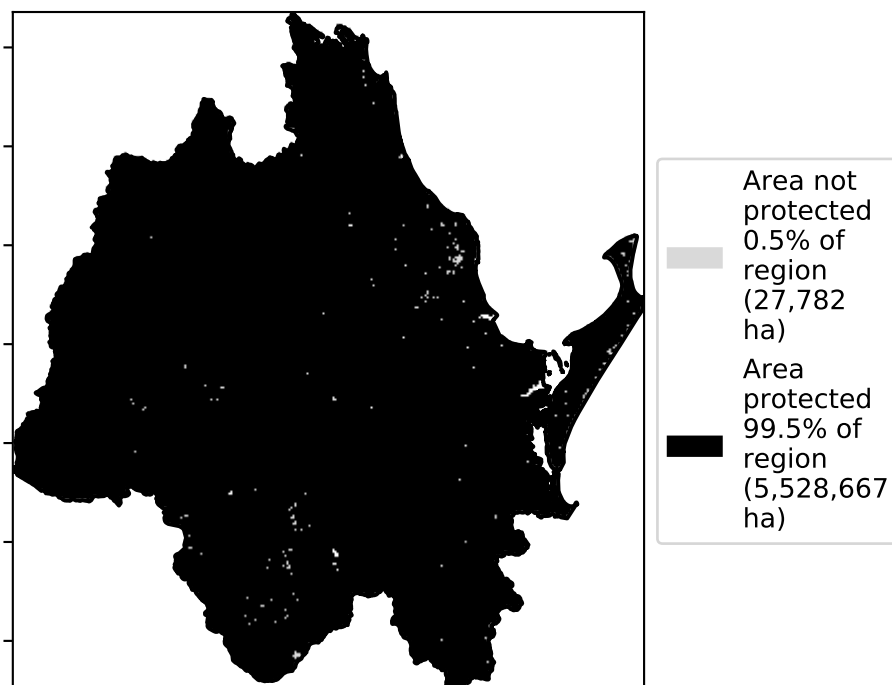 Area not
protected
0.5% of
region
(27,782
ha)
Area
protected
99.5% of
region
(5,528,667
ha)